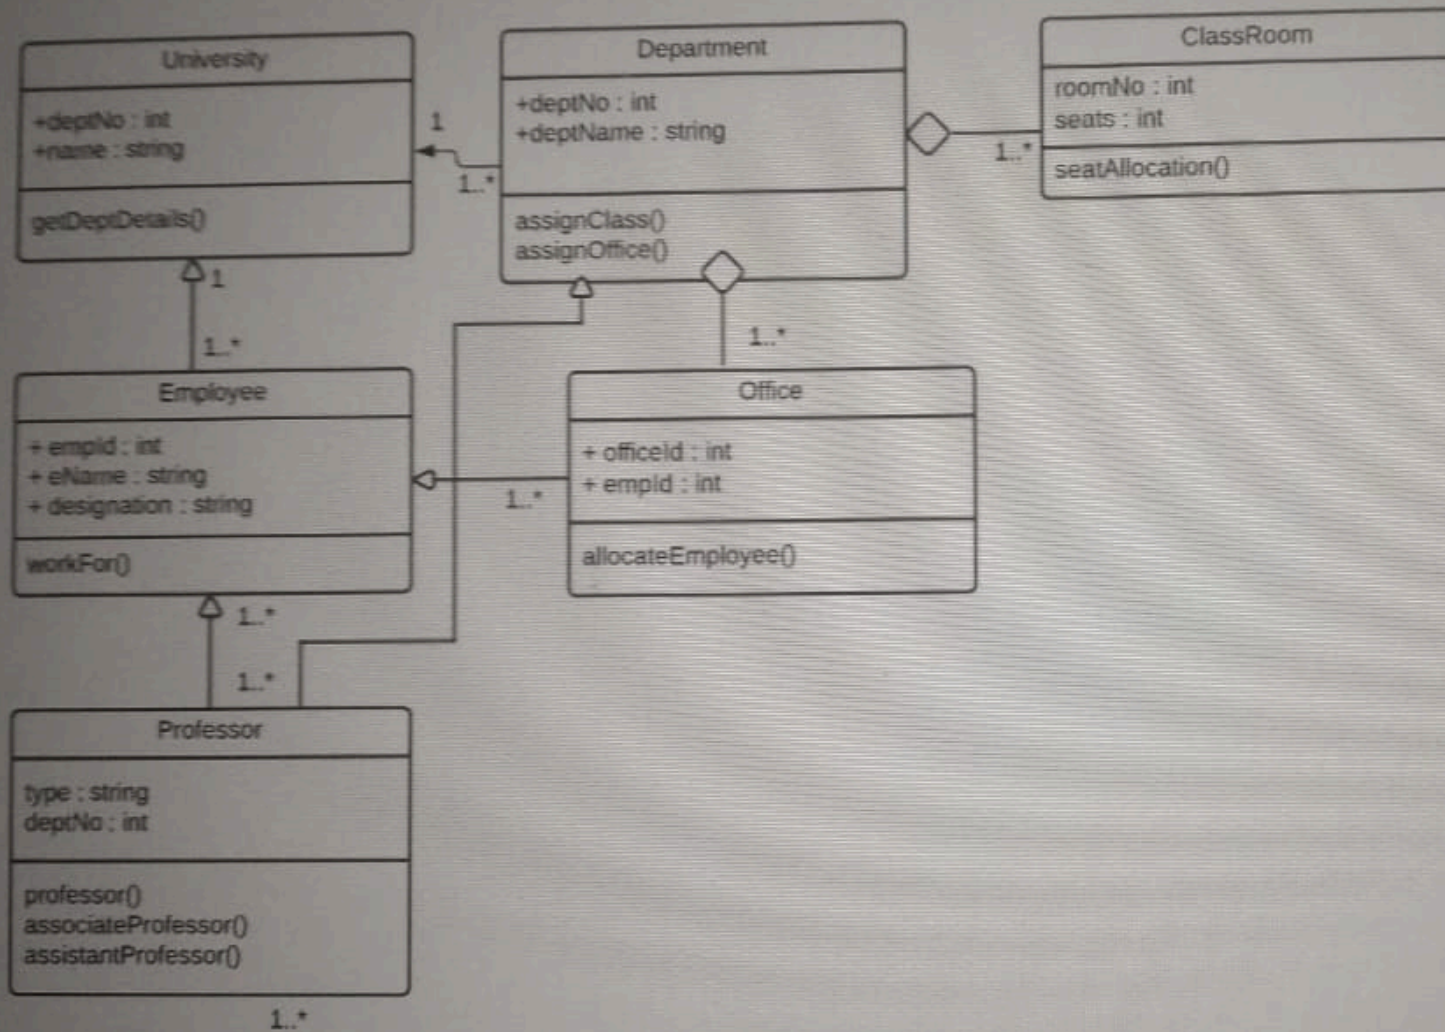 University
+deptNo : int
+name : string
getDeptDetails()
1
1..*
Department
+deptNo : int
+deptName : string
assignClass()
assignOffice()
1..*
ClassRoom
roomNo : int
seats : int
seatAllocation()
1
1..*
1..*
Employee
+ empId : int
+ eName : string
+ designation : string
workFor()
1..*
Office
+ officeId : int
+ empId : int
allocateEmployee()
1..*
1..*
Professor
type : string
deptNo : int
professor()
associateProfessor()
assistantProfessor()
1..*